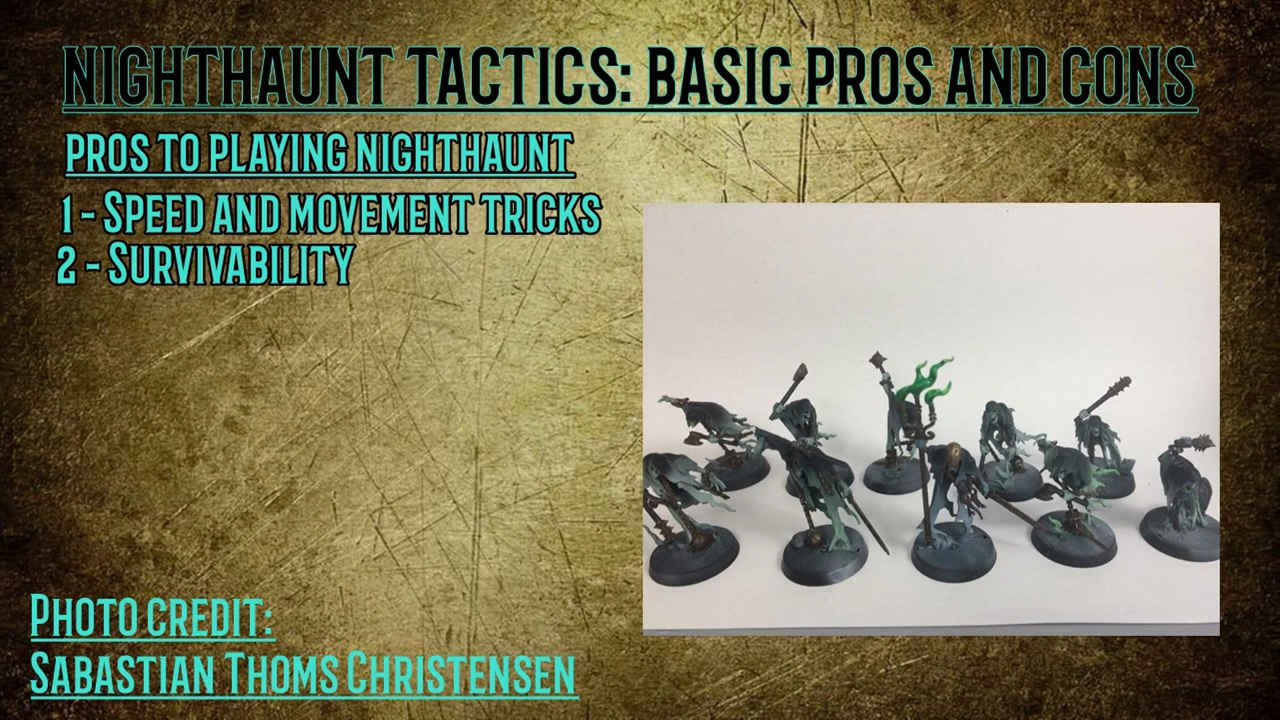 NIGHTHAUNT TACTICS: BASIC PROS AND CONS
PROS TO PLAYING NIGHTHAUNT
1 - SPEED AND MOVEMENT TRICKS
2 - SURVIVABILITY
PHOTO CREDIT:
SABASTIAN THOMS CHRISTENSEN